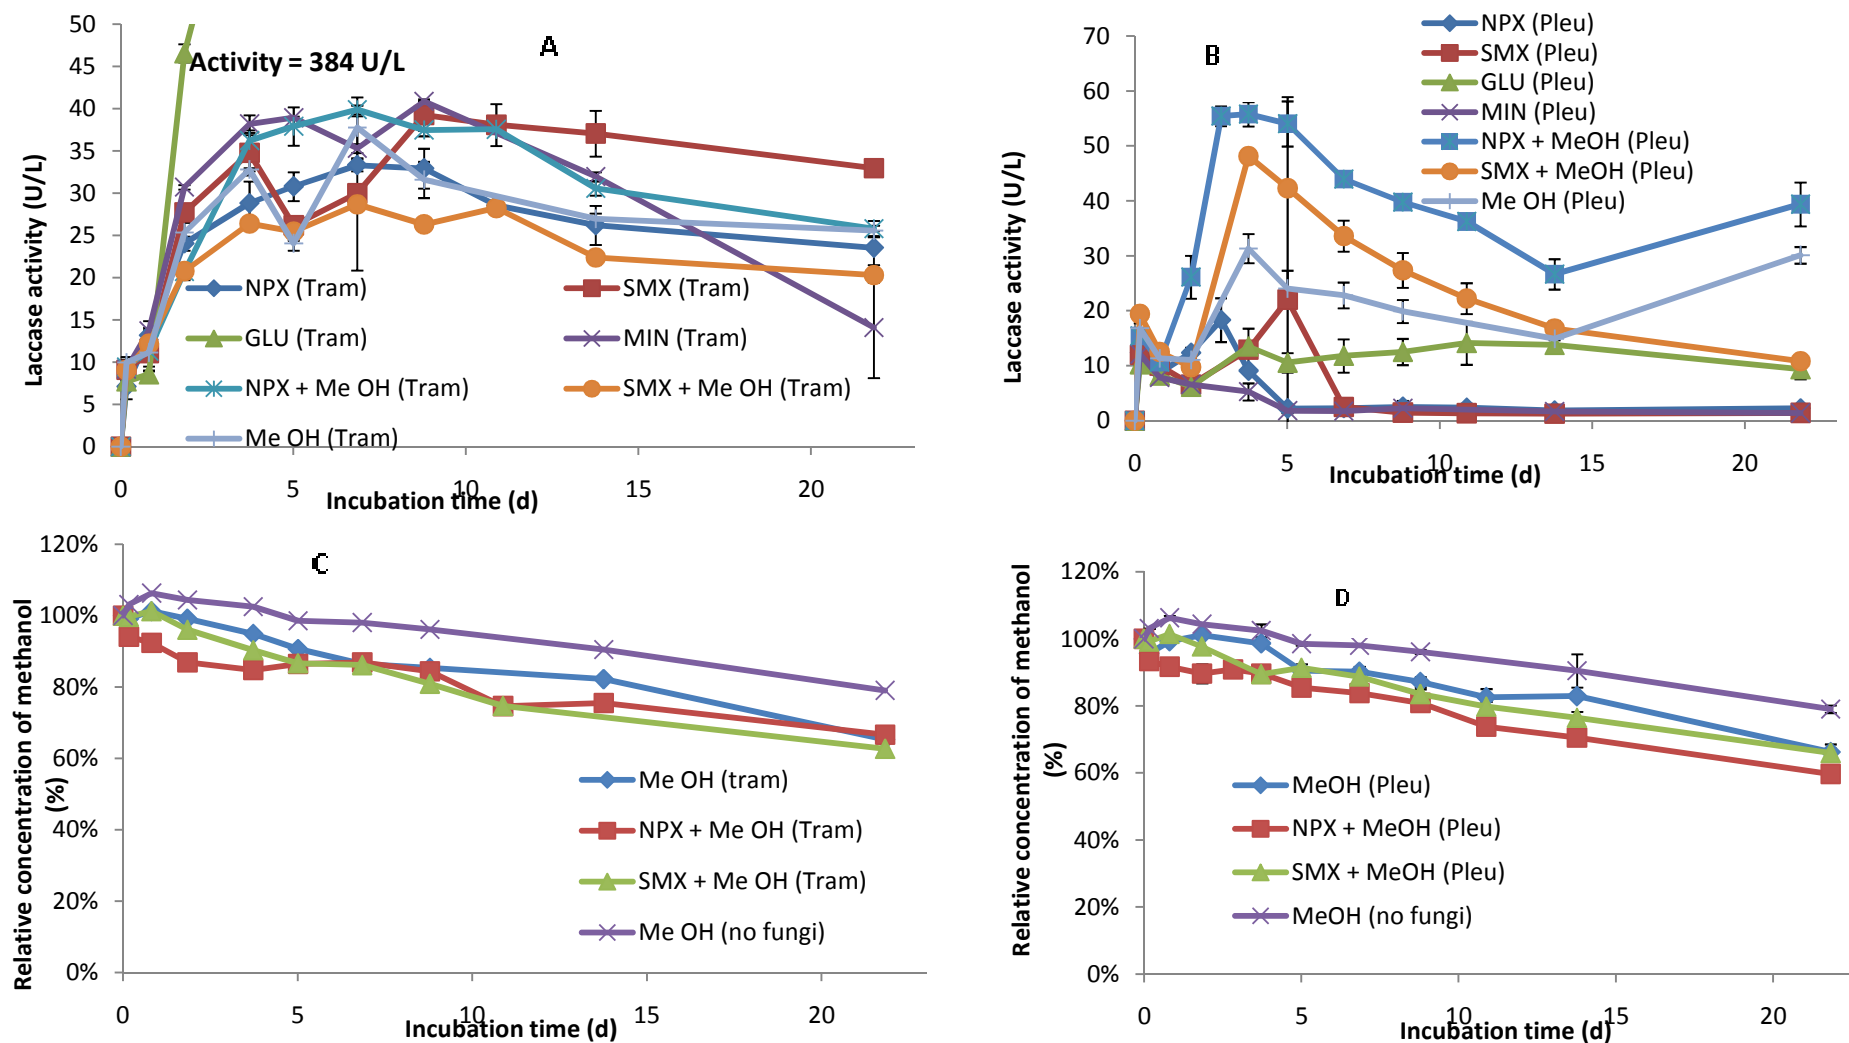 A
Activity = 384 U/L
Laccase activity (U/L)
50
45
40
35
30
25
20
15
10
5
0
NPX (Tram)
SMX (Tram)
GLU (Tram)
MIN (Tram)
NPX + Me OH (Tram)
SMX + Me OH (Tram)
Me OH (Tram)
0 5 10 15 20
Incubation time (d)
B
NPX (Pleu)
SMX (Pleu)
GLU (Pleu)
MIN (Pleu)
NPX + MeOH (Pleu)
SMX + MeOH (Pleu)
Me OH (Pleu)
Laccase activity (U/L)
70
60
50
40
30
20
10
0
0 5 10 15 20
Incubation time (d)
C
Relative concentration of methanol
(%)
120%
100%
80%
60%
40%
20%
0%
Me OH (tram)
NPX + Me OH (Tram)
SMX + Me OH (Tram)
Me OH (no fungi)
0 5 10 15 20
Incubation time (d)
D
Relative concentration of methanol
(%)
120%
100%
80%
60%
40%
20%
0%
MeOH (Pleu)
NPX + MeOH (Pleu)
SMX + MeOH (Pleu)
MeOH (no fungi)
0 5 10 15 20
Incubation time (d)